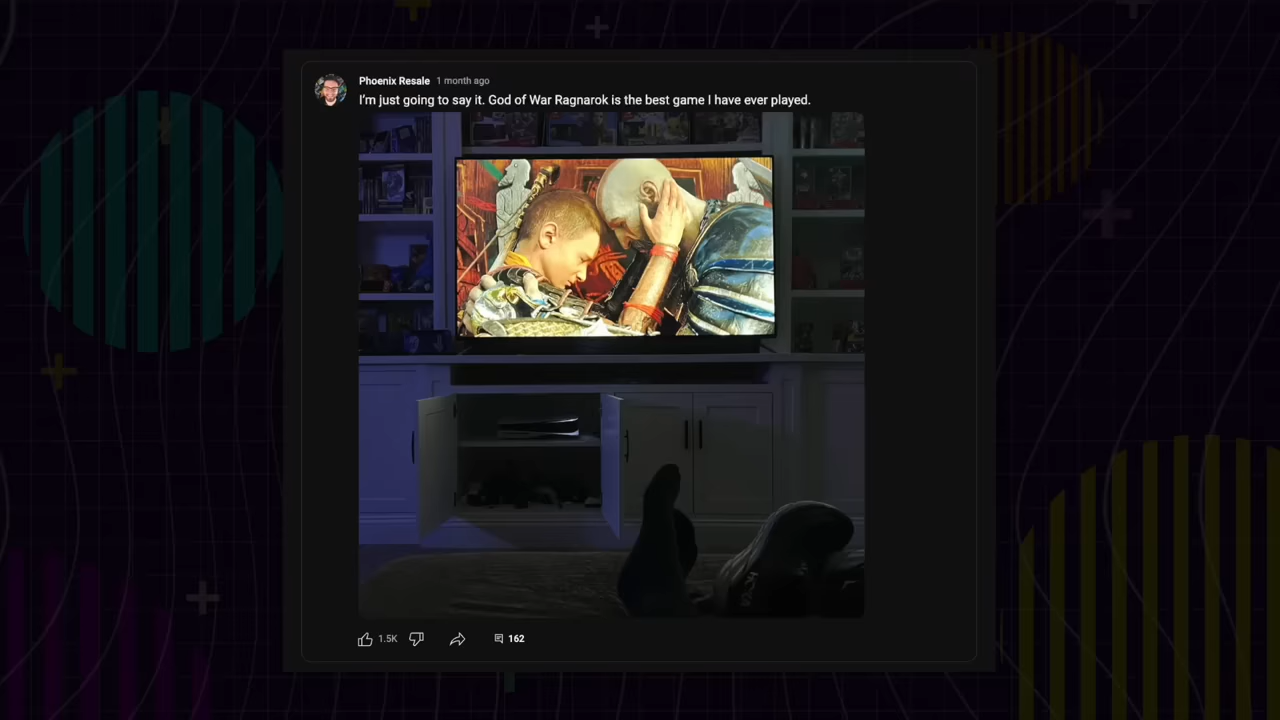 Phoenix Resale 1 month ago
I'm just going to say it. God of War Ragnarok is the best game I have ever played.
1.5K
162